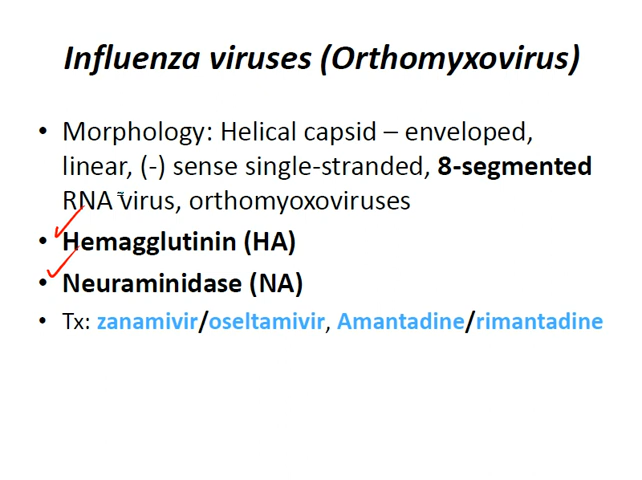 Influenza viruses (Orthomyxovirus)
• Morphology: Helical capsid – enveloped,
linear, (-) sense single-stranded, 8-segmented
RNA virus, orthomyoxoviruses
• Hemagglutinin (HA)
• Neuraminidase (NA)
• Tx: zanamivir/oseltamivir, Amantadine/rimantadine